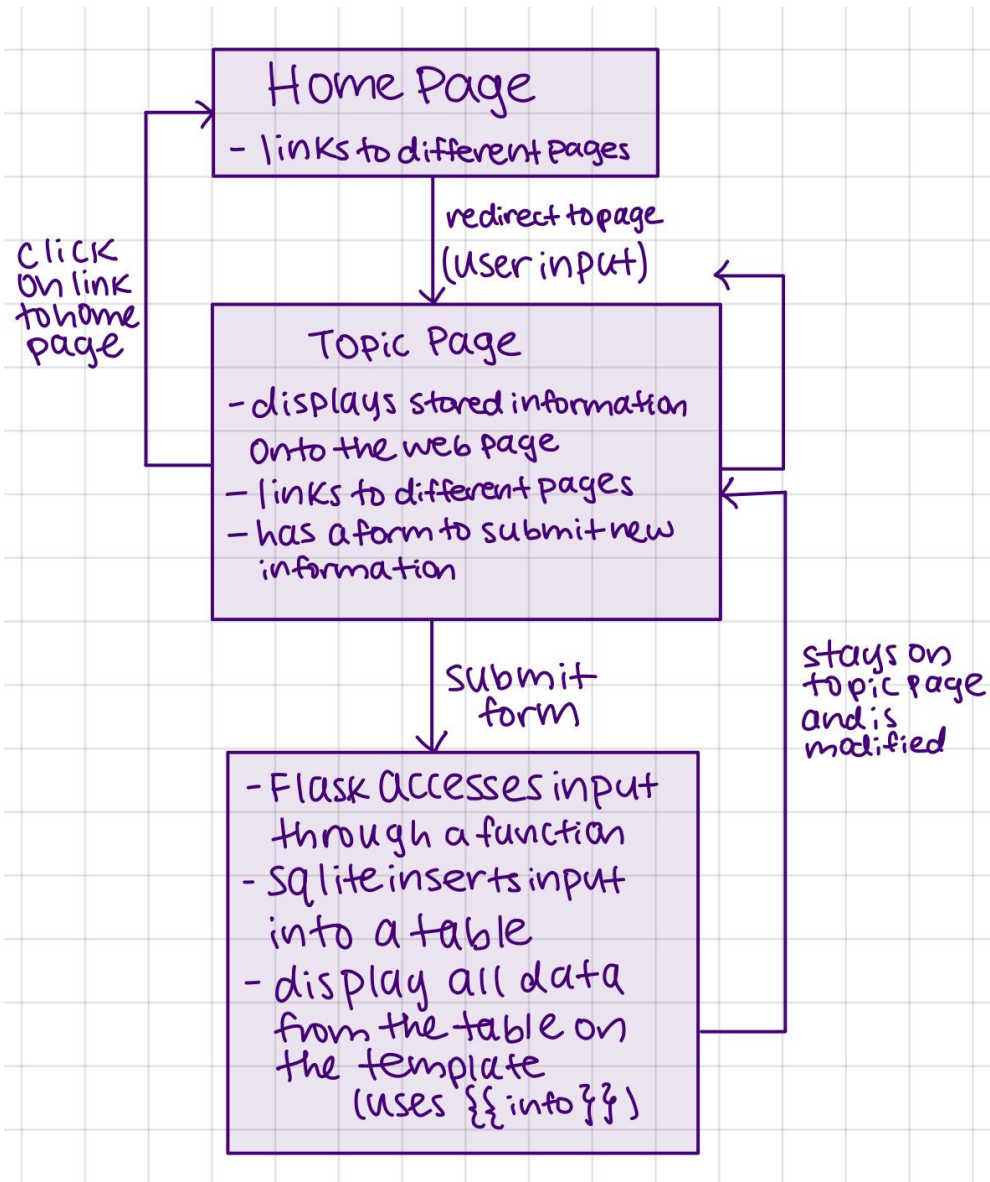 Home Page
- links to different pages
redirect to page
(user input)
click
on link
to home
page
Topic Page
- displays stored information
onto the web page
- links to different pages
- has a form to submit new
information
submit
form
stays on
topic page
and is
modified
- Flask accesses input
through a function
- sqlite inserts input
into a table
- display all data
from the table on
the template
(uses {{info}})